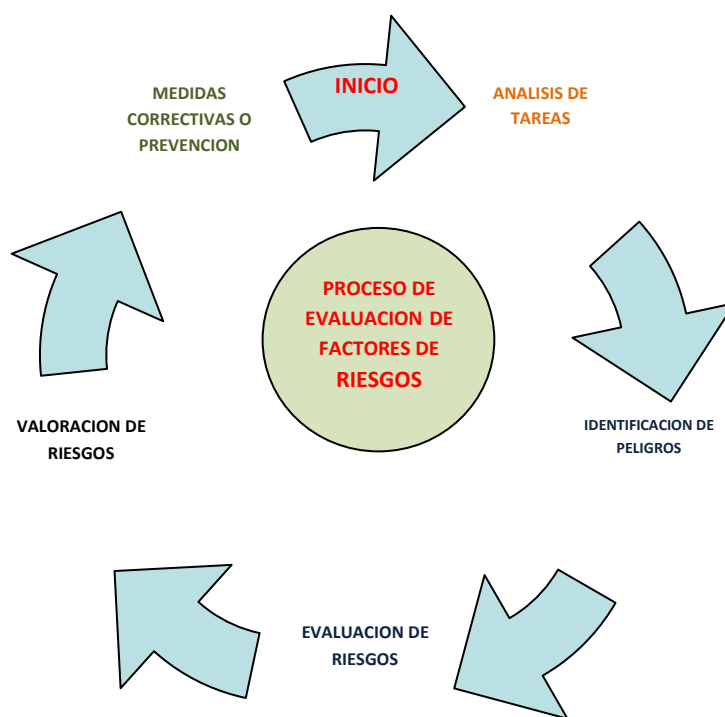 INICIO
ANALISIS DE
TAREAS
IDENTIFICACION DE
PELIGROS
EVALUACION DE
RIESGOS
VALORACION DE
RIESGOS
MEDIDAS
CORRECTIVAS O
PREVENCION
PROCESO DE
EVALUACION DE
FACTORES DE
RIESGOS